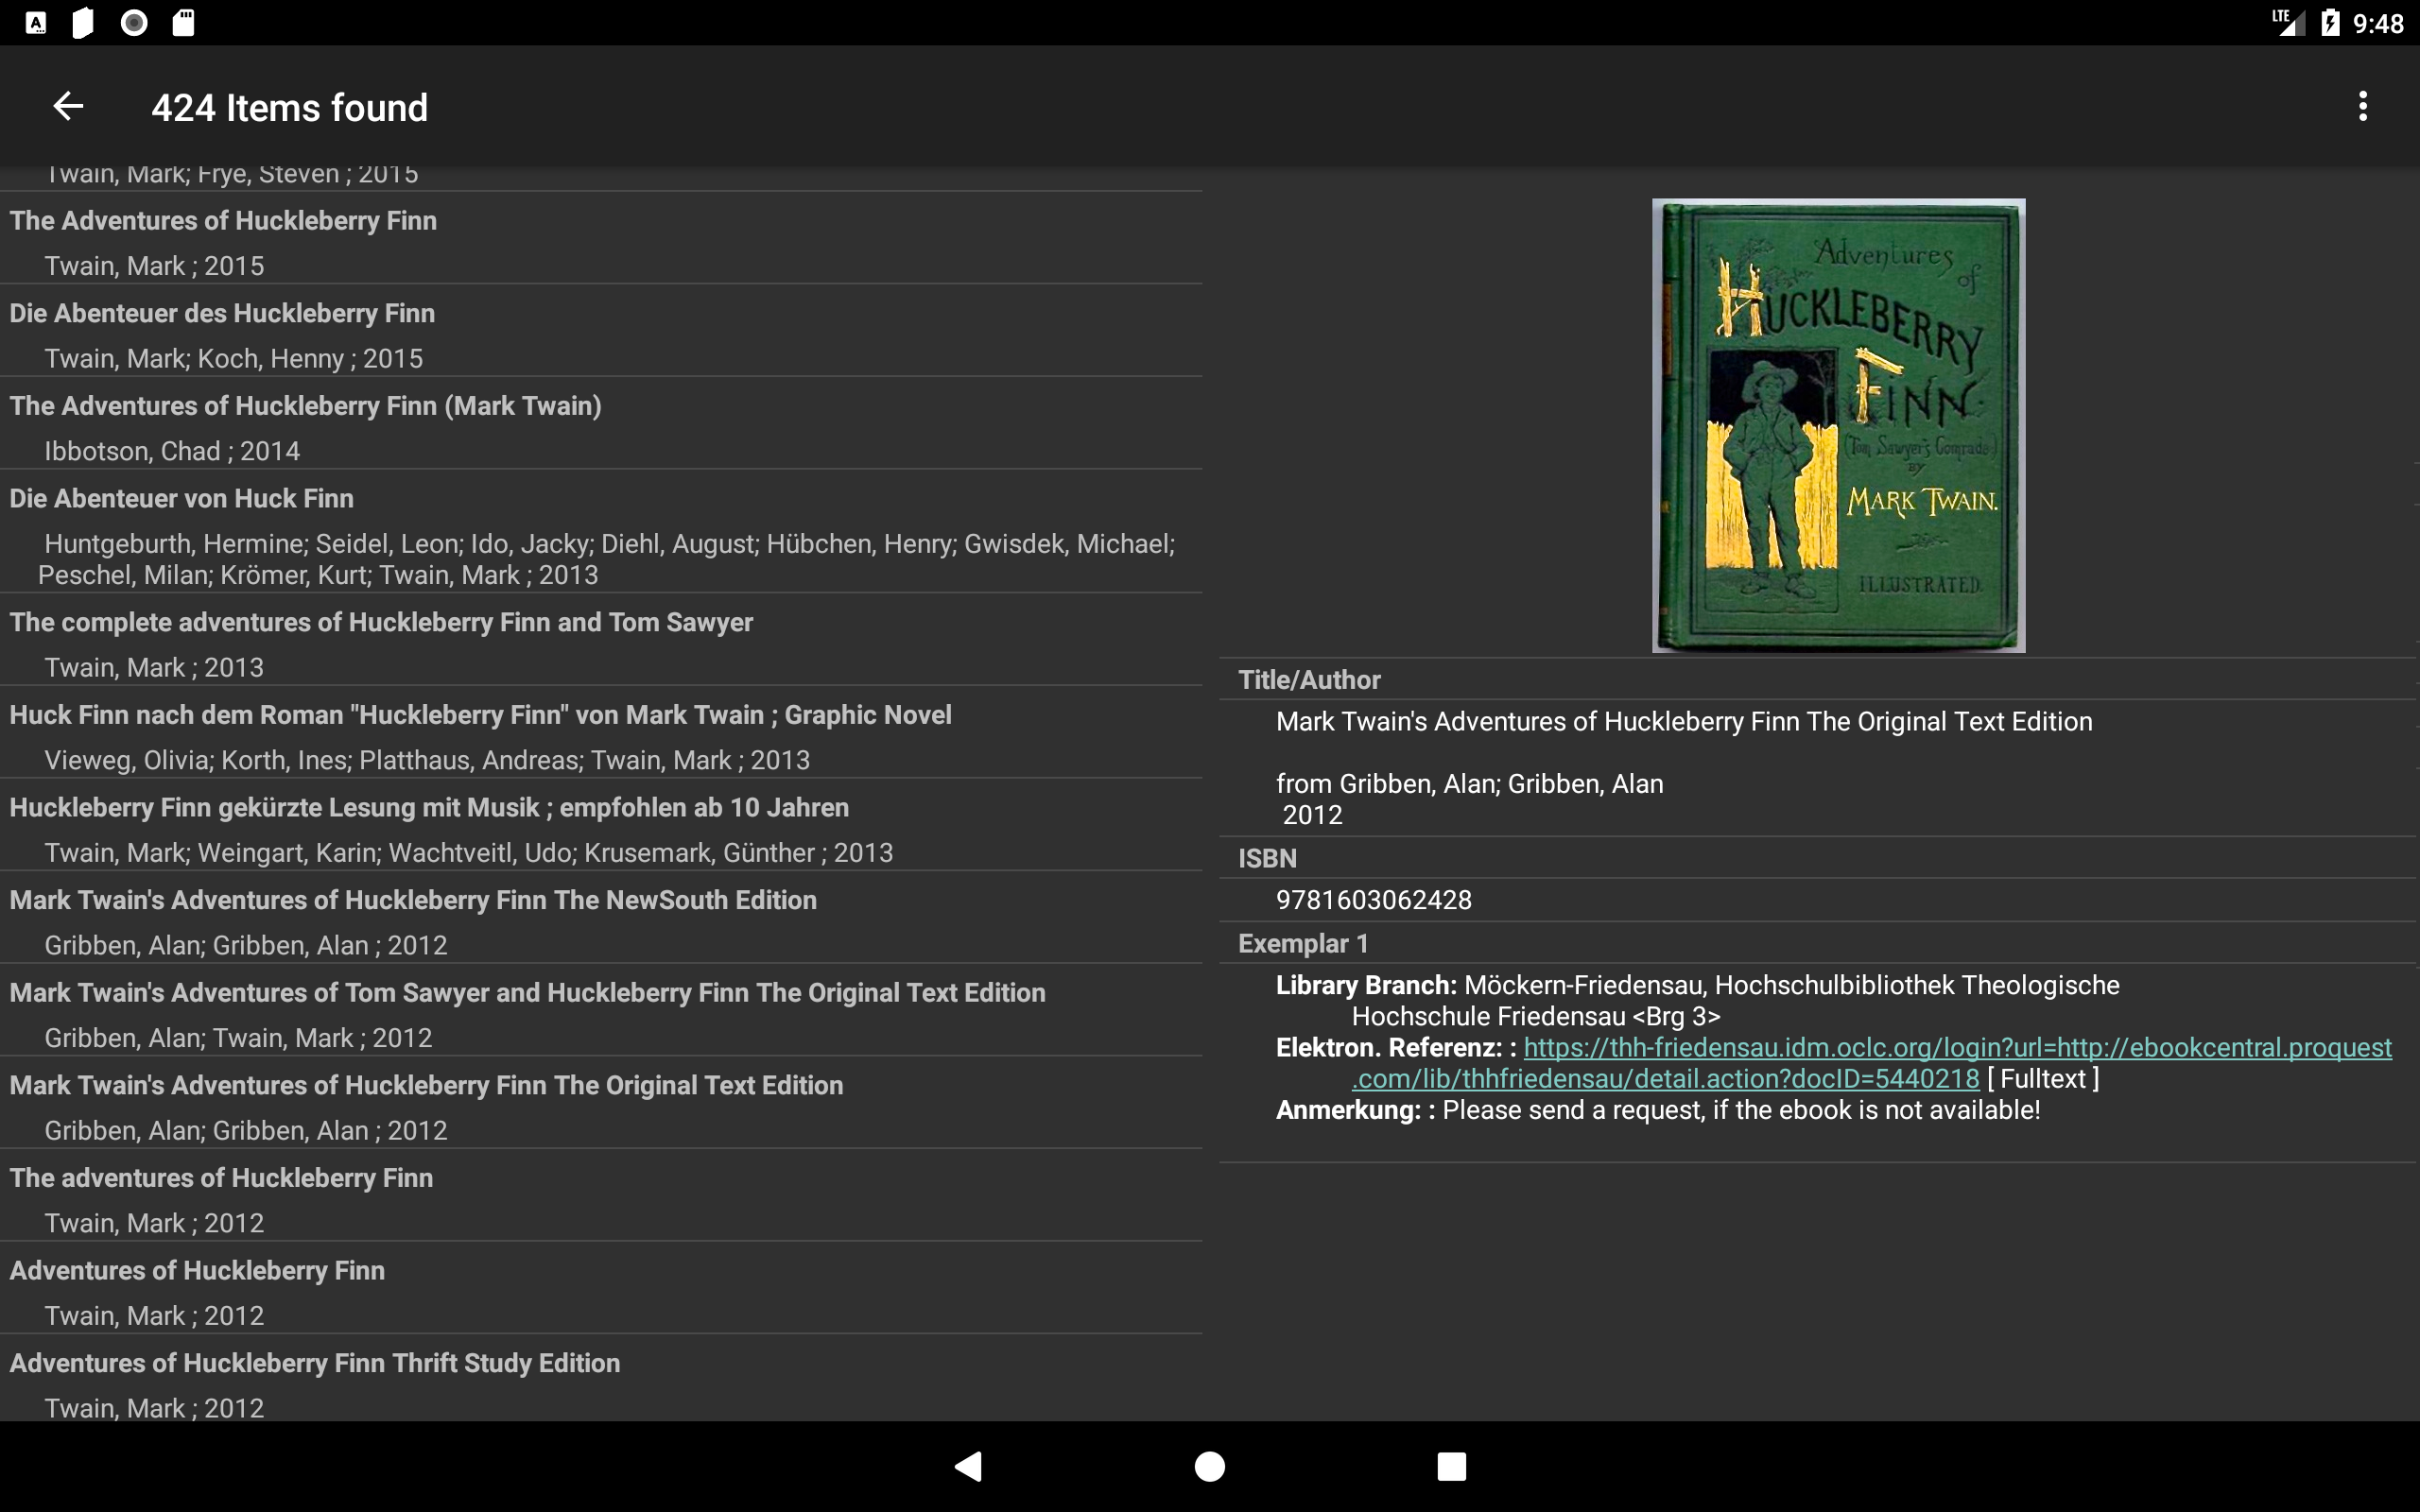 LTE 9:48
424 Items found
Twain, Mark; Frye, Steven ; 2015
The Adventures of Huckleberry Finn
Twain, Mark ; 2015
Die Abenteuer des Huckleberry Finn
Twain, Mark; Koch, Henny ; 2015
The Adventures of Huckleberry Finn (Mark Twain)
Ibbotson, Chad ; 2014
Die Abenteuer von Huck Finn
Huntgeburth, Hermine; Seidel, Leon; Ido, Jacky; Diehl, August; Hübchen, Henry; Gwisdek, Michael;
Peschel, Milan; Krömer, Kurt; Twain, Mark ; 2013
The complete adventures of Huckleberry Finn and Tom Sawyer
Twain, Mark ; 2013
Huck Finn nach dem Roman "Huckleberry Finn" von Mark Twain ; Graphic Novel
Vieweg, Olivia; Korth, Ines; Platthaus, Andreas; Twain, Mark ; 2013
Huckleberry Finn gekürzte Lesung mit Musik ; empfohlen ab 10 Jahren
Twain, Mark; Weingart, Karin; Wachtveitl, Udo; Krusemark, Günther ; 2013
Mark Twain's Adventures of Huckleberry Finn The NewSouth Edition
Gribben, Alan; Gribben, Alan ; 2012
Mark Twain's Adventures of Tom Sawyer and Huckleberry Finn The Original Text Edition
Gribben, Alan; Twain, Mark ; 2012
Mark Twain's Adventures of Huckleberry Finn The Original Text Edition
Gribben, Alan; Gribben, Alan ; 2012
The adventures of Huckleberry Finn
Twain, Mark ; 2012
Adventures of Huckleberry Finn
Twain, Mark ; 2012
Adventures of Huckleberry Finn Thrift Study Edition
Twain, Mark ; 2012
Adventures
of
HUCKLEBERRY
FINN.
(Tom Sawyer's Comrade)
BY
MARK TWAIN.
ILLUSTRATED.
Title/Author
Mark Twain's Adventures of Huckleberry Finn The Original Text Edition
from Gribben, Alan; Gribben, Alan
2012
ISBN
9781603062428
Exemplar 1
Library Branch: Möckern-Friedensau, Hochschulbibliothek Theologische
Hochschule Friedensau <Brg 3>
Elektron. Referenz: : https://thh-friedensau.idm.oclc.org/login?url=http://ebookcentral.proquest
.com/lib/thhfriedensau/detail.action?docID=5440218 [ Fulltext ]
Anmerkung: : Please send a request, if the ebook is not available!